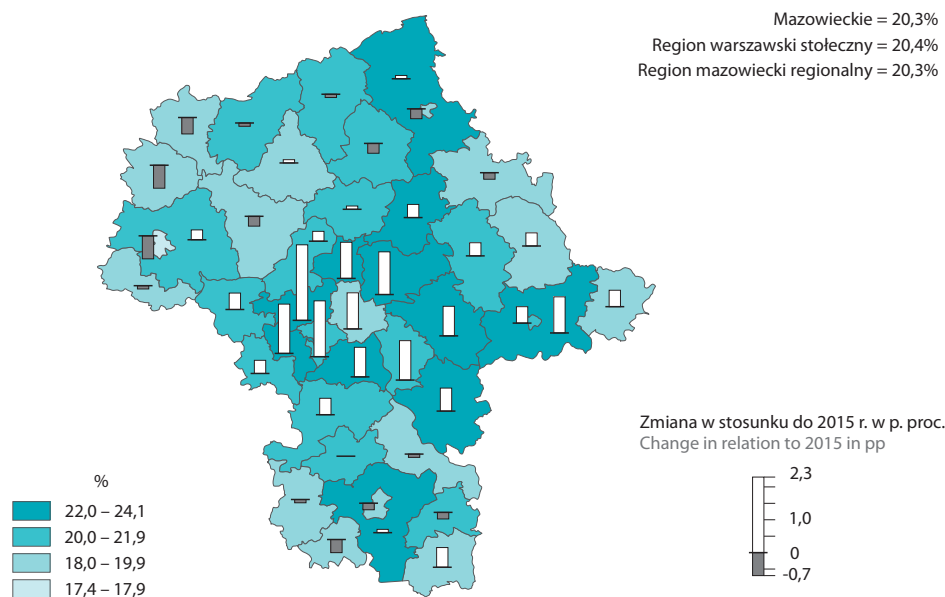 Mazowieckie = 20,3%
Region warszawski stołeczny = 20,4%
Region mazowiecki regionalny = 20,3%
Zmiana w stosunku do 2015 r. w p. proc.
Change in relation to 2015 in pp
2,3
1,0
0
-0,7
%
22,0 – 24,1
20,0 – 21,9
18,0 – 19,9
17,4 – 17,9